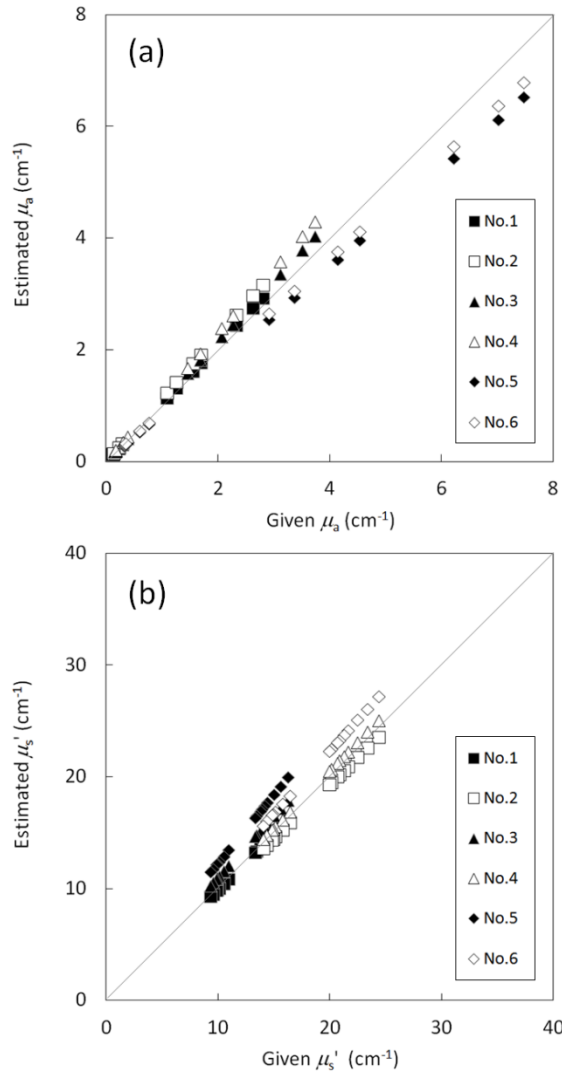 (a)
8
6
4
2
0
Estimated μa (cm-1)
No.1
No.2
No.3
No.4
No.5
No.6
0 2 4 6 8
Given μa (cm-1)
(b)
40
30
20
10
0
Estimated μs' (cm-1)
No.1
No.2
No.3
No.4
No.5
No.6
0 10 20 30 40
Given μs' (cm-1)